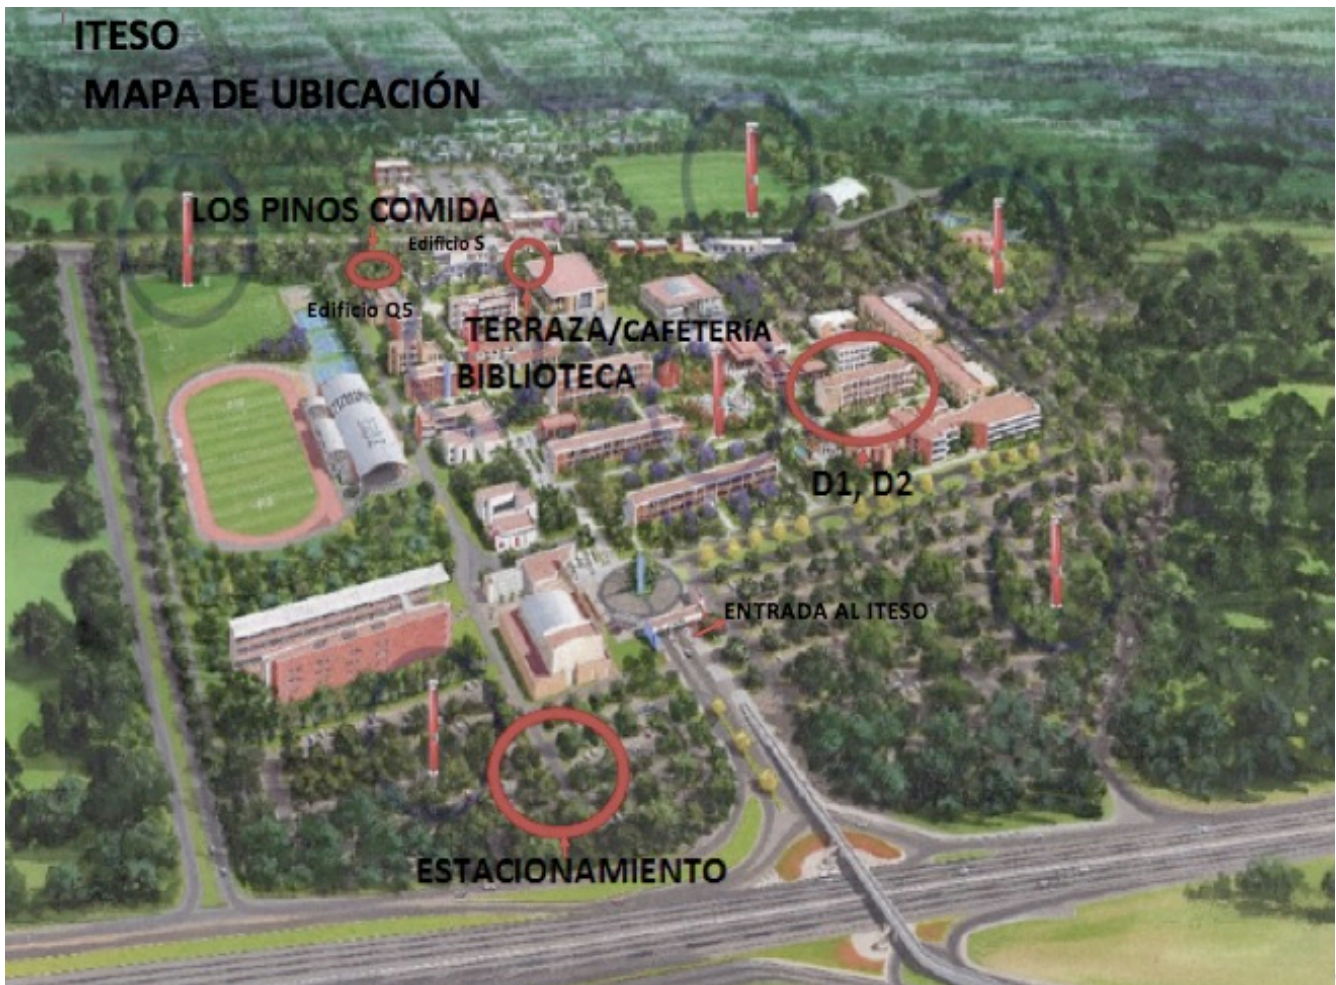 ITESO
MAPA DE UBICACIÓN
LOS PINOS COMIDA
Edificio S
Edificio Q5
TERRAZA/CAFETERíA
BIBLIOTECA
D1, D2
ENTRADA AL ITESO
ESTACIONAMIENTO